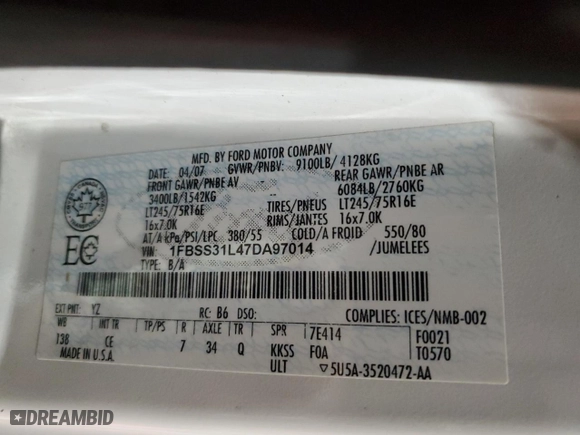 MFD. BY FORD MOTOR COMPANY
DATE: 04/07 GVWR/PNBV: 9100LB/ 4128KG
FRONT GAWR/PNBE AV - REAR GAWR/PNBE AR
3400LB/1542KG 6084LB/2760KG
LT245/75R16E TIRES/PNEUS LT245/75R16E
16x7.0K RIMS/JANTES 16x7.0K
AT/A kPa/PSI/LPC 380/55 COLD/A FROID 550/80
VIN: 1FBSS31L47DA97014 /JUMELEES
TYPE: B/A
EC
EXT PNT: YZ RC: B6 DSO: COMPLIES: ICES/NMB-002
WB INT TR TP/PS R AXLE TR SPR 7E414 F0021
138 CE 7 34 Q KKSS F0A T0570
MADE IN U.S.A. ULT ▽5U5A-3520472-AA
DREAMBID